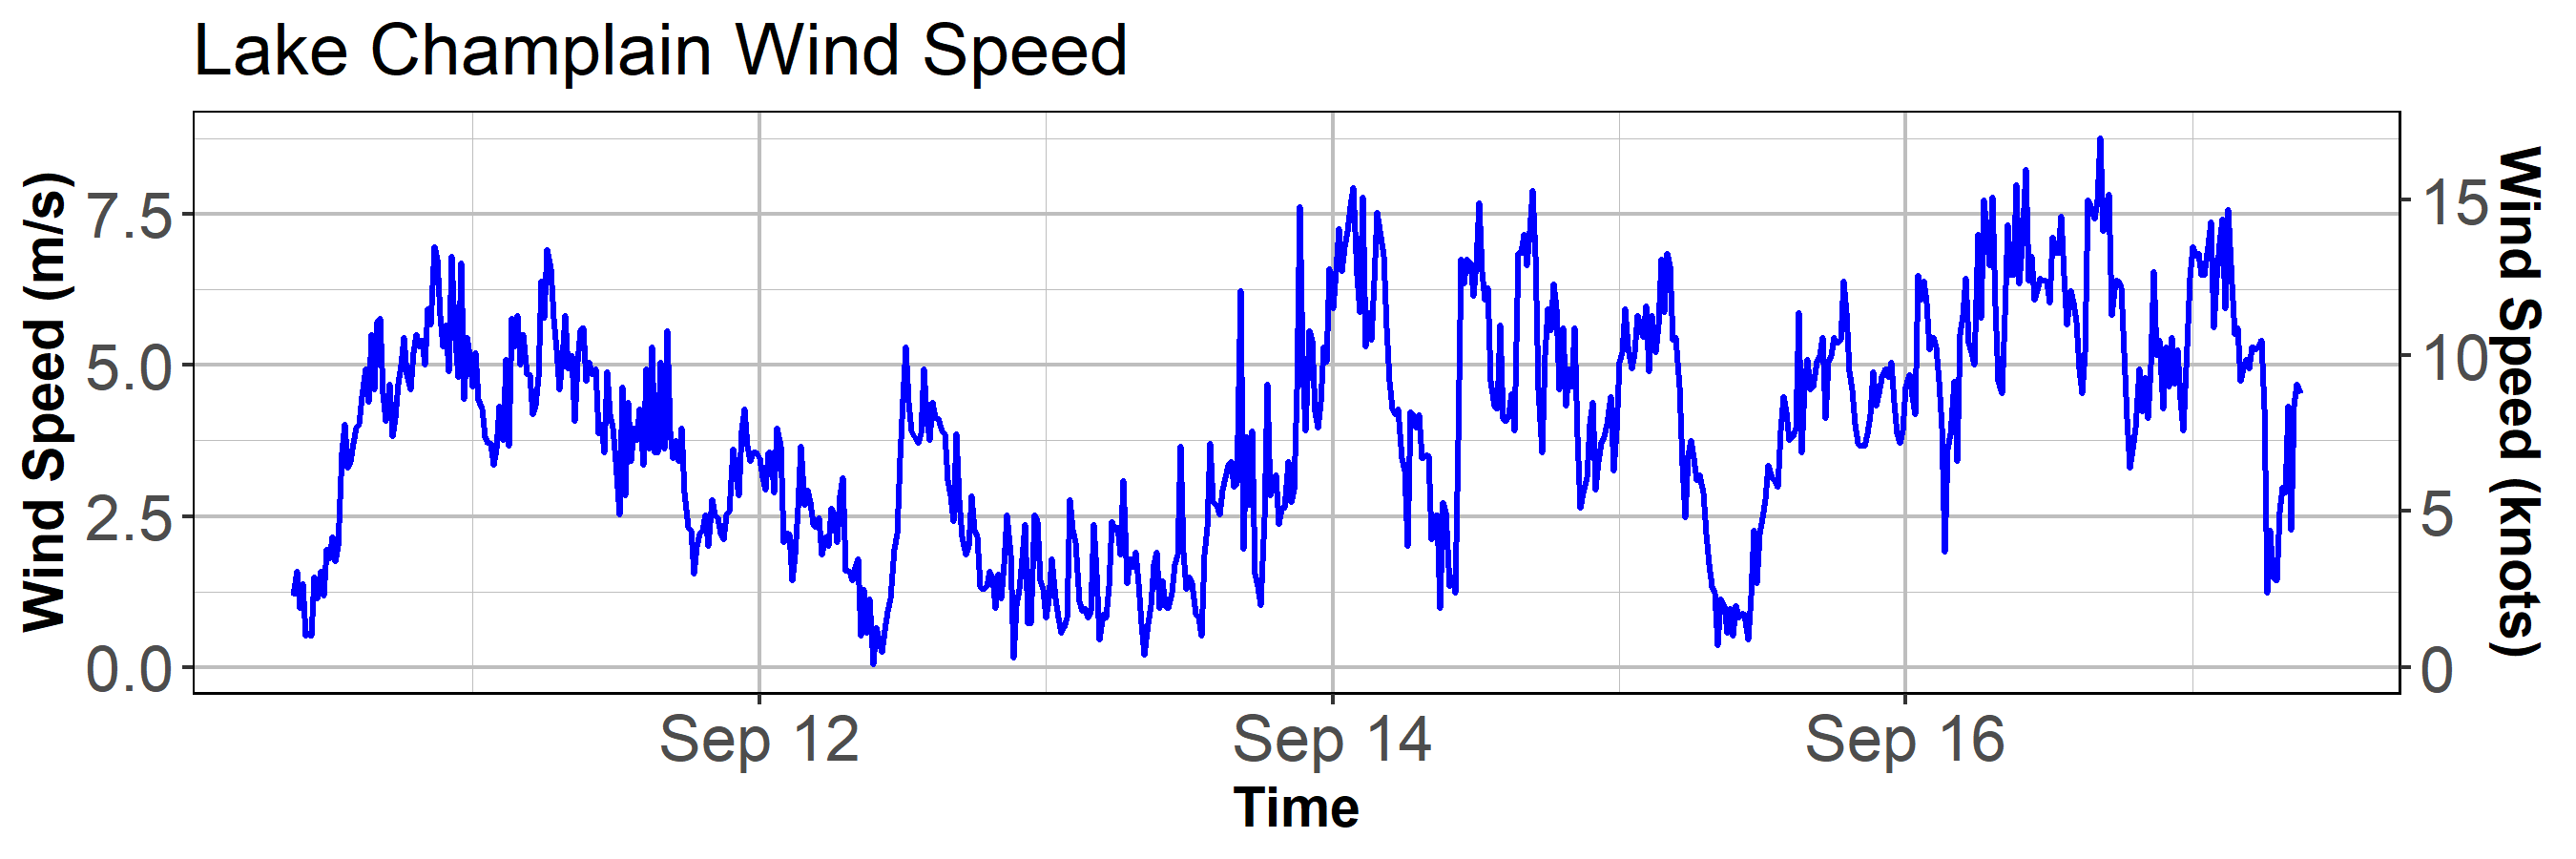 Lake Champlain Wind Speed
Wind Speed (m/s)
7.5
5.0
2.5
0.0
15
10
5
0
Wind Speed (knots)
Sep 12
Sep 14
Sep 16
Time